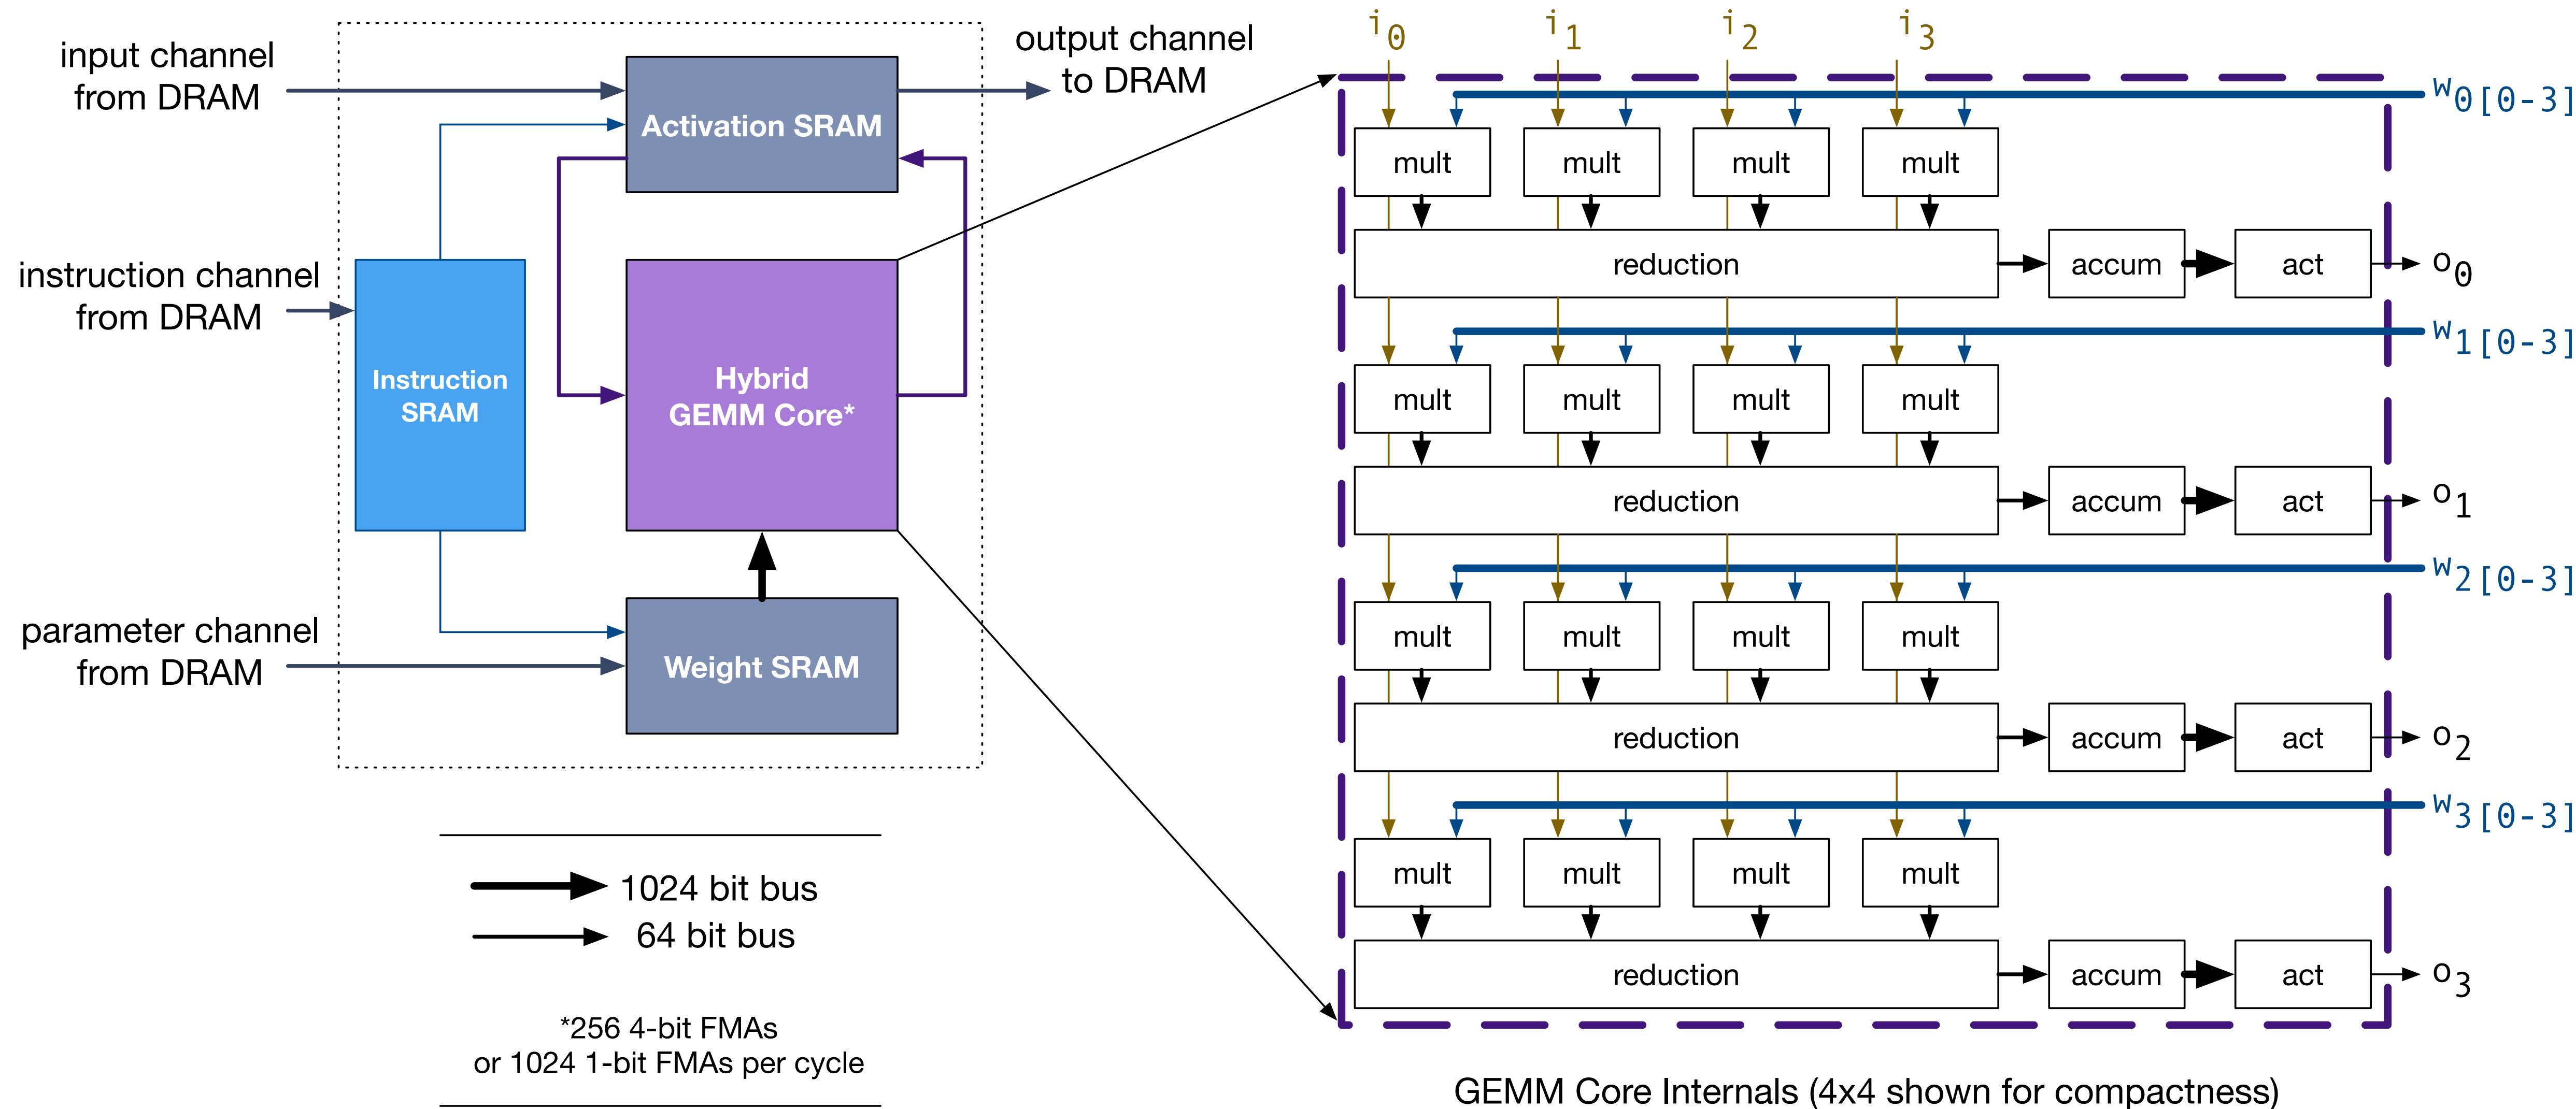 input channel
from DRAM
output channel
to DRAM
Activation SRAM
instruction channel
from DRAM
Instruction
SRAM
Hybrid
GEMM Core*
parameter channel
from DRAM
Weight SRAM
1024 bit bus
64 bit bus
*256 4-bit FMAs
or 1024 1-bit FMAs per cycle
i0 i1 i2 i3
w0[0-3]
mult mult mult mult
reduction accum act o0
w1[0-3]
mult mult mult mult
reduction accum act o1
w2[0-3]
mult mult mult mult
reduction accum act o2
w3[0-3]
mult mult mult mult
reduction accum act o3
GEMM Core Internals (4x4 shown for compactness)